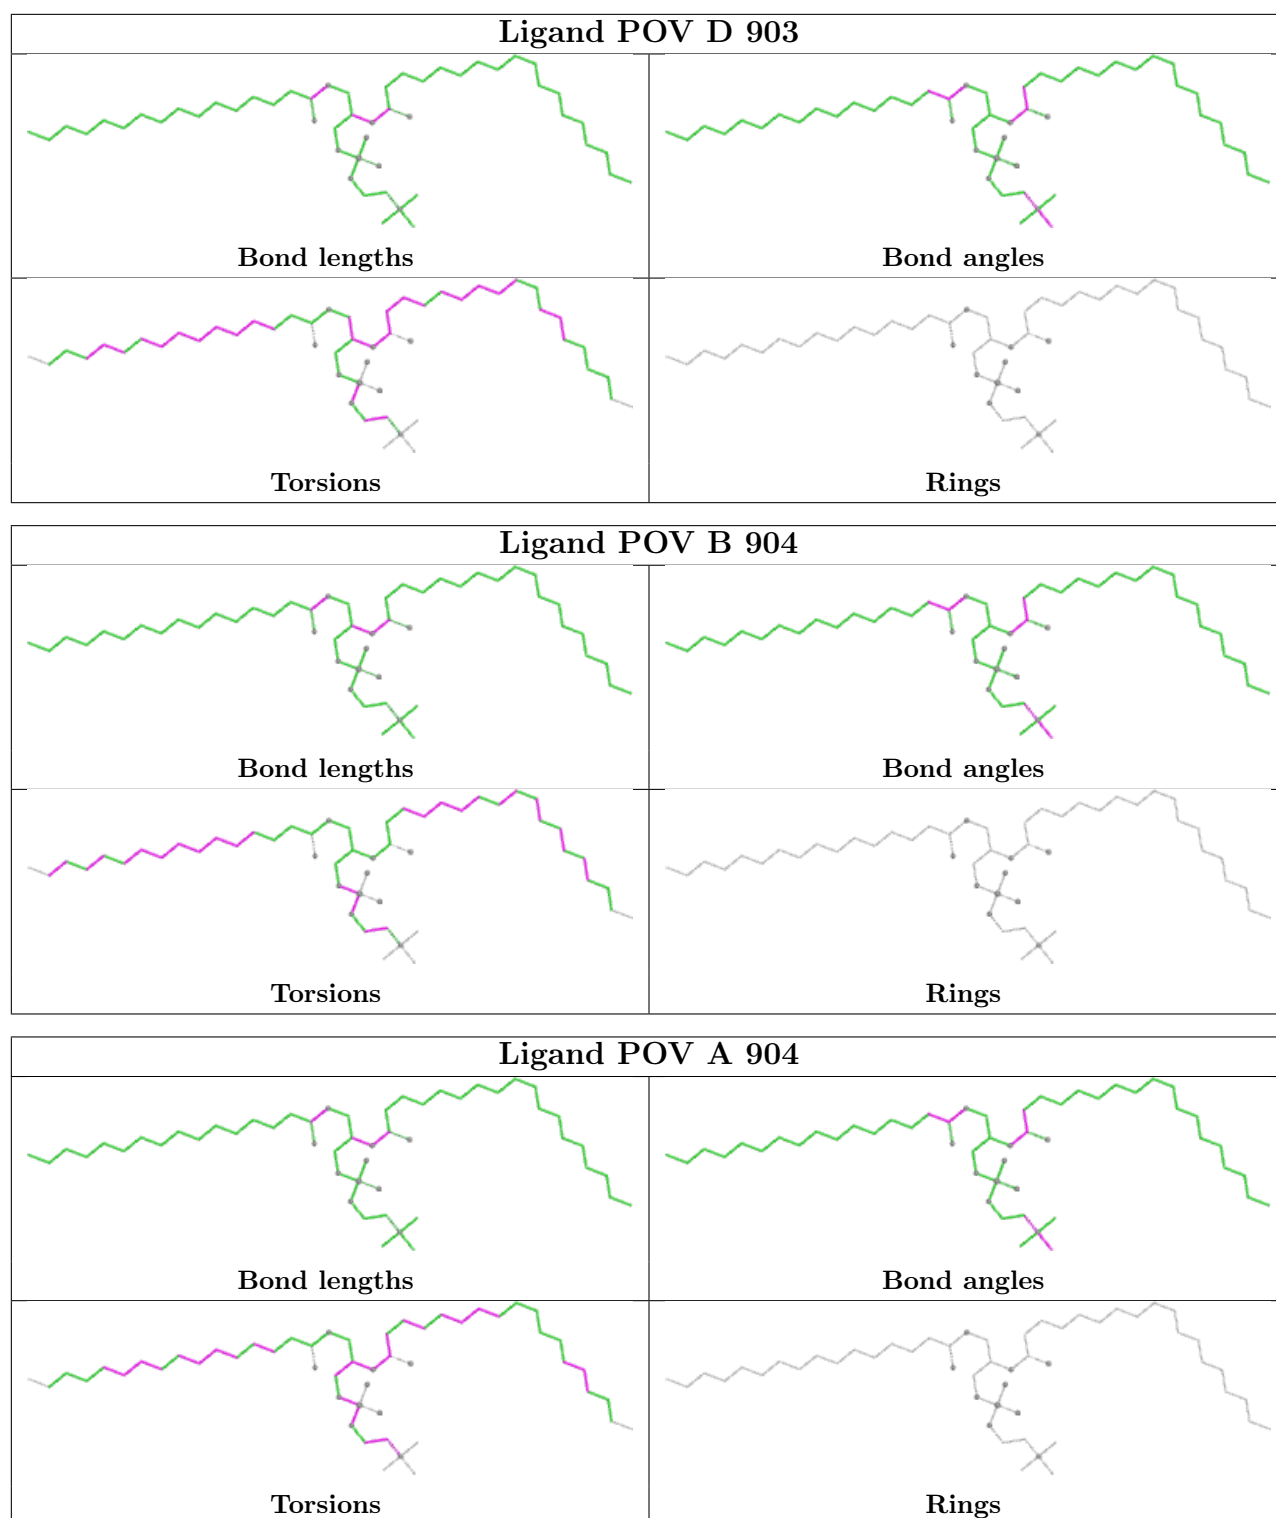 Ligand POV D 903
Bond lengths
Bond angles
Torsions
Rings
Ligand POV B 904
Bond lengths
Bond angles
Torsions
Rings
Ligand POV A 904
Bond lengths
Bond angles
Torsions
Rings